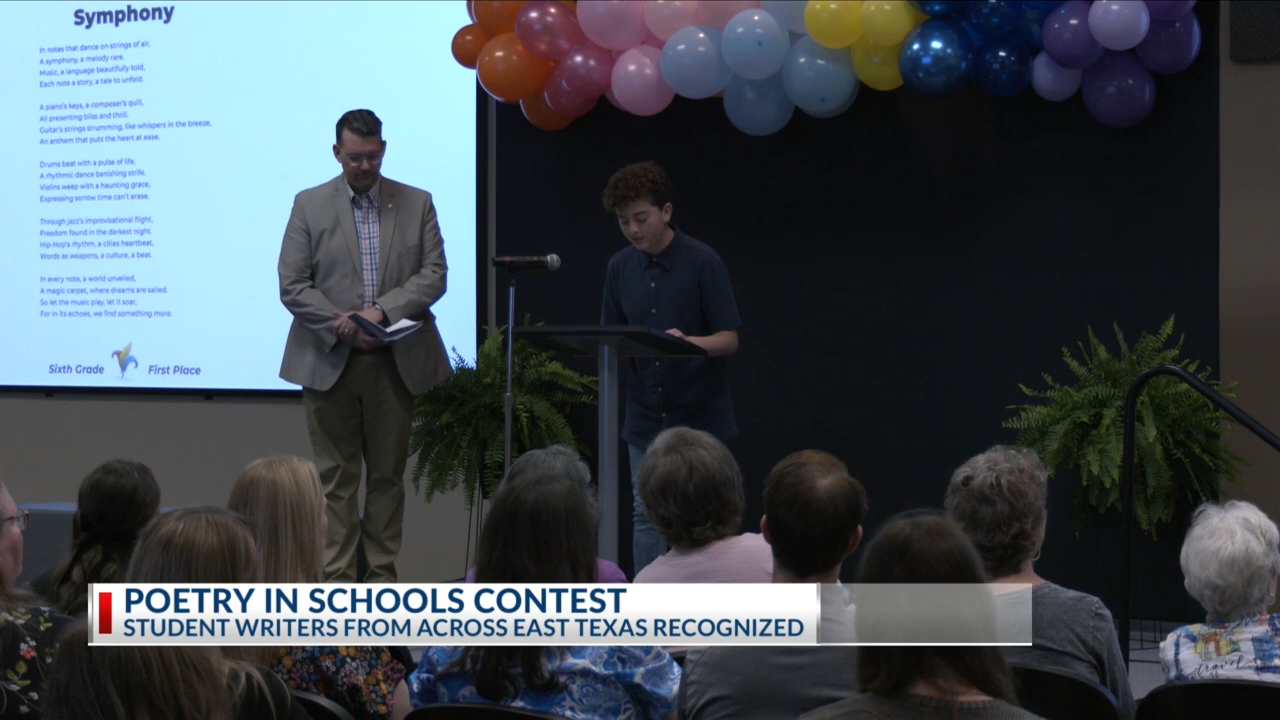 Symphony
In notes that dance on strings of air,
A symphony, a melody rare.
Music, a language beautifully told,
Each note a story, a tale to unfold.
A piano's keys, a composer's quill,
All presenting bliss and thrill.
Guitar's strings strumming, like whispers in the breeze,
An anthem that puts the heart at ease.
Drums beat with a pulse of life,
A rhythmic dance banishing strife.
Violins weep with a haunting grace,
Expressing sorrow time can't erase.
Through jazz's improvisational flight,
Freedom found in the darkest night.
Hip-Hop's rhythm, a cities heartbeat,
Words as weapons, a culture, a beat.
In every note, a world unveiled,
A magic carpet, where dreams are sailed.
So let the music play, let it soar,
For in its echoes, we find something more.
Sixth Grade First Place
POETRY IN SCHOOLS CONTEST
STUDENT WRITERS FROM ACROSS EAST TEXAS RECOGNIZED
travel